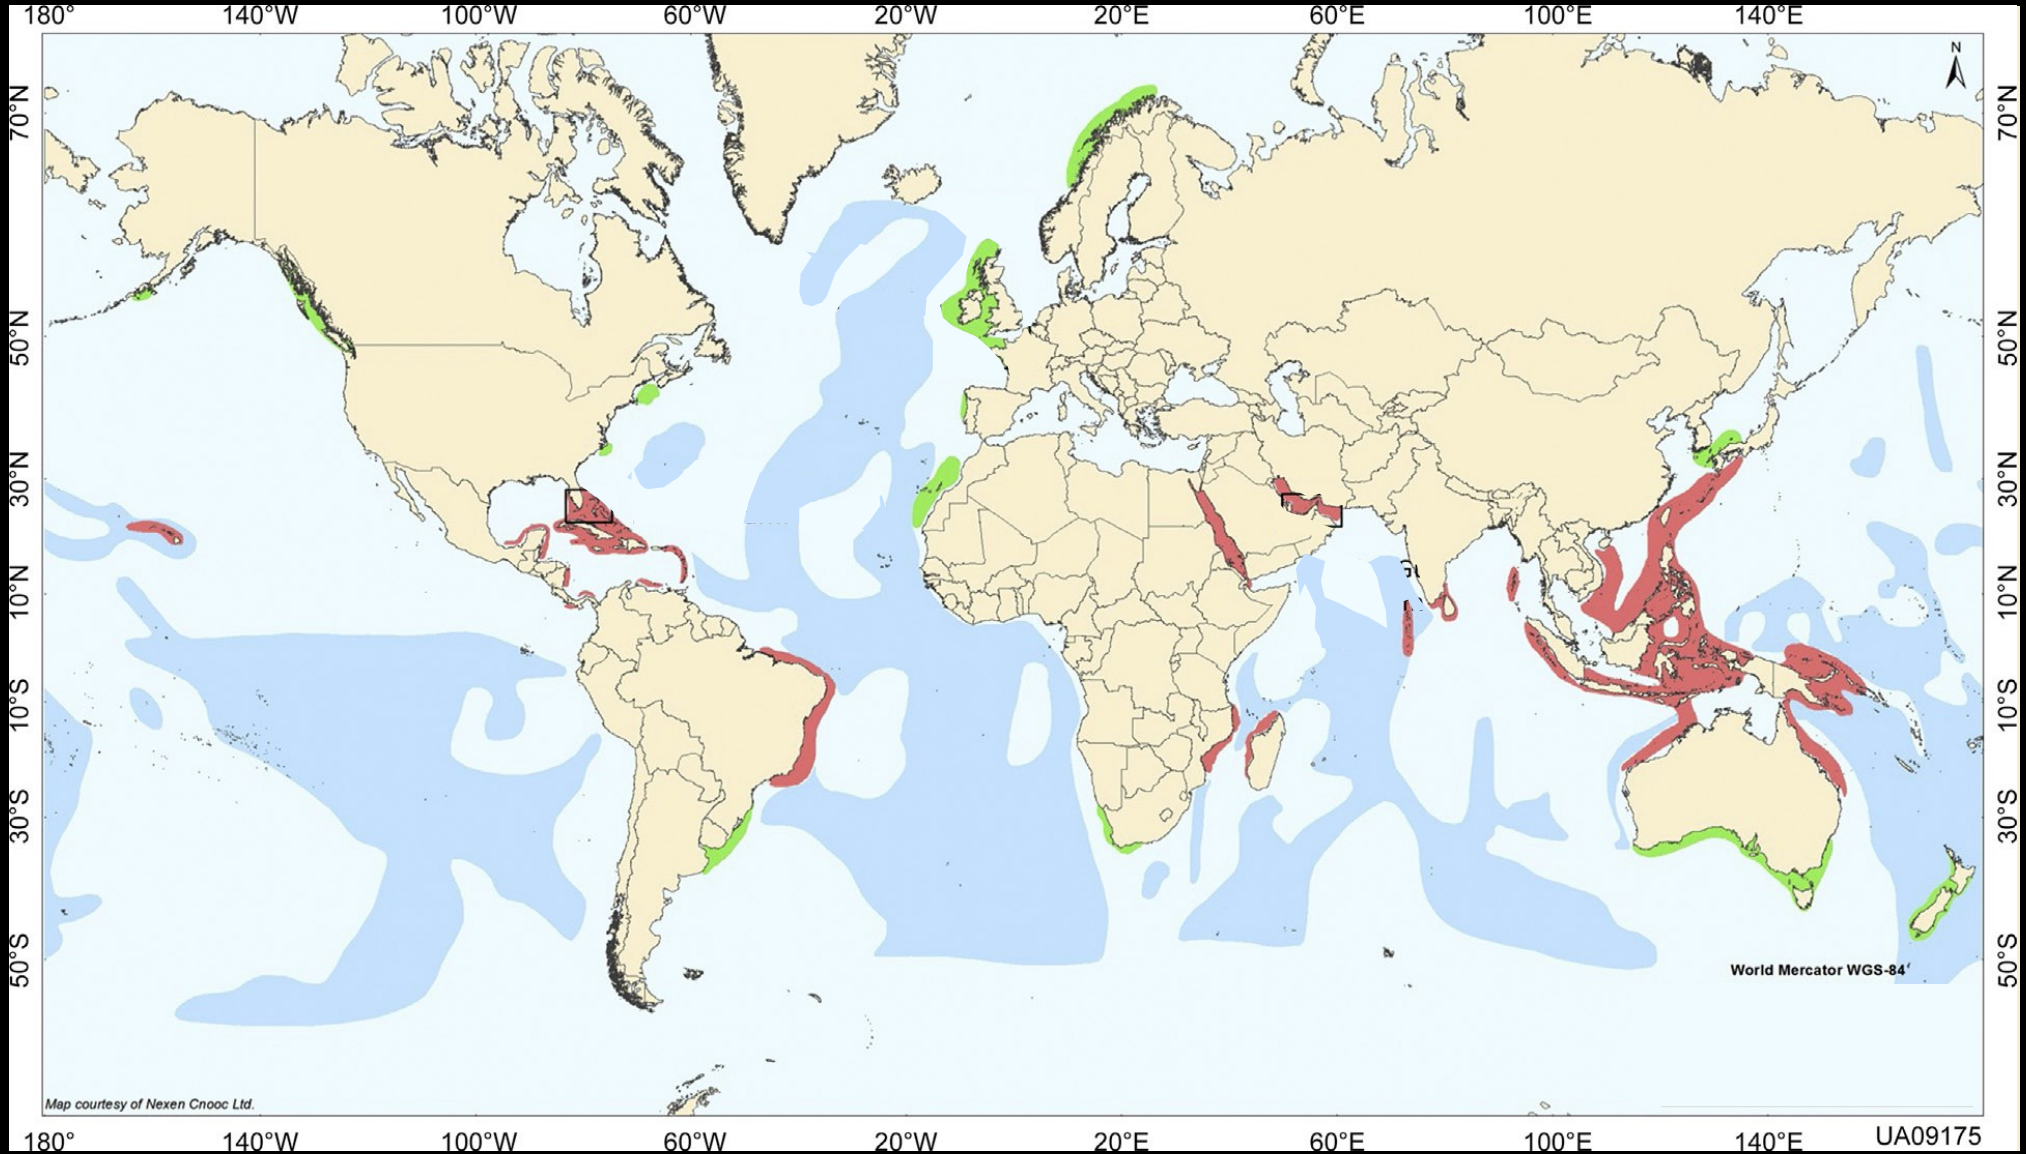 180° 140°W 100°W 60°W 20°W 20°E 60°E 100°E 140°E
N
70°N 70°N
50°N 50°N
30°N 30°N
10°N 10°N
10°S 10°S
30°S 30°S
50°S 50°S
World Mercator WGS-84
Map courtesy of Nexen Cnooc Ltd.
180° 140°W 100°W 60°W 20°W 20°E 60°E 100°E 140°E
UA09175